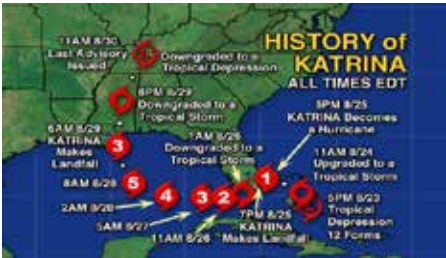 HISTORY of
KATRINA
ALL TIMES EDT
11AM 8/30
Last Advisory
Issued
Downgraded to a
Tropical Depression
8PM 8/29
Downgraded to a
Tropical Storm
6AM 8/29
KATRINA
Makes
Landfall
3
8AM 8/28
5
2AM 8/28
4
5AM 8/27
3
11AM 8/26
2
1AM 8/26
Downgraded to a
Tropical Storm
7PM 8/25
KATRINA
Makes Landfall
1
5PM 8/25
KATRINA Becomes
a Hurricane
11AM 8/24
Upgraded to a
Tropical Storm
5PM 8/23
Tropical
Depression
12 Forms